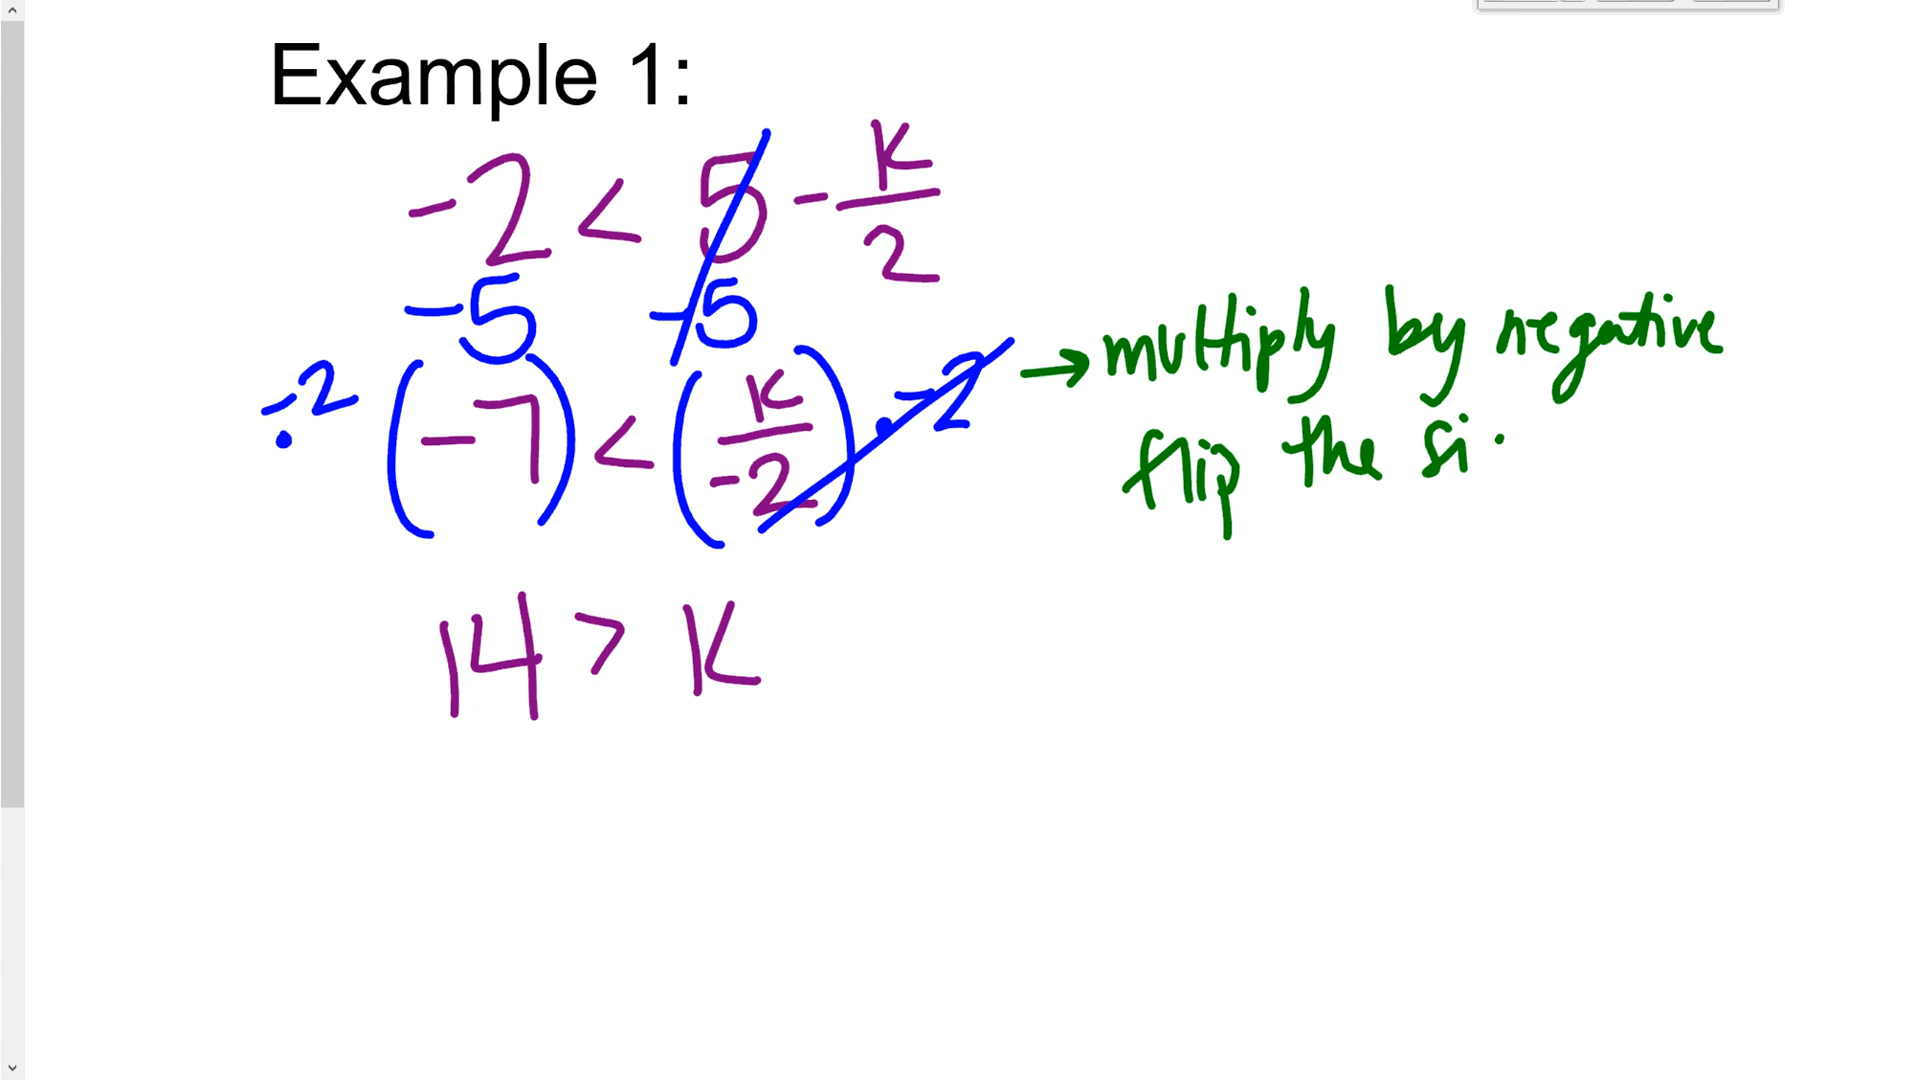 Example 1:
-2 < 5 - k/2
-5 -5
-2 · (-7) < (k/-2) · -2
→ multiply by negative
flip the si
14 > k